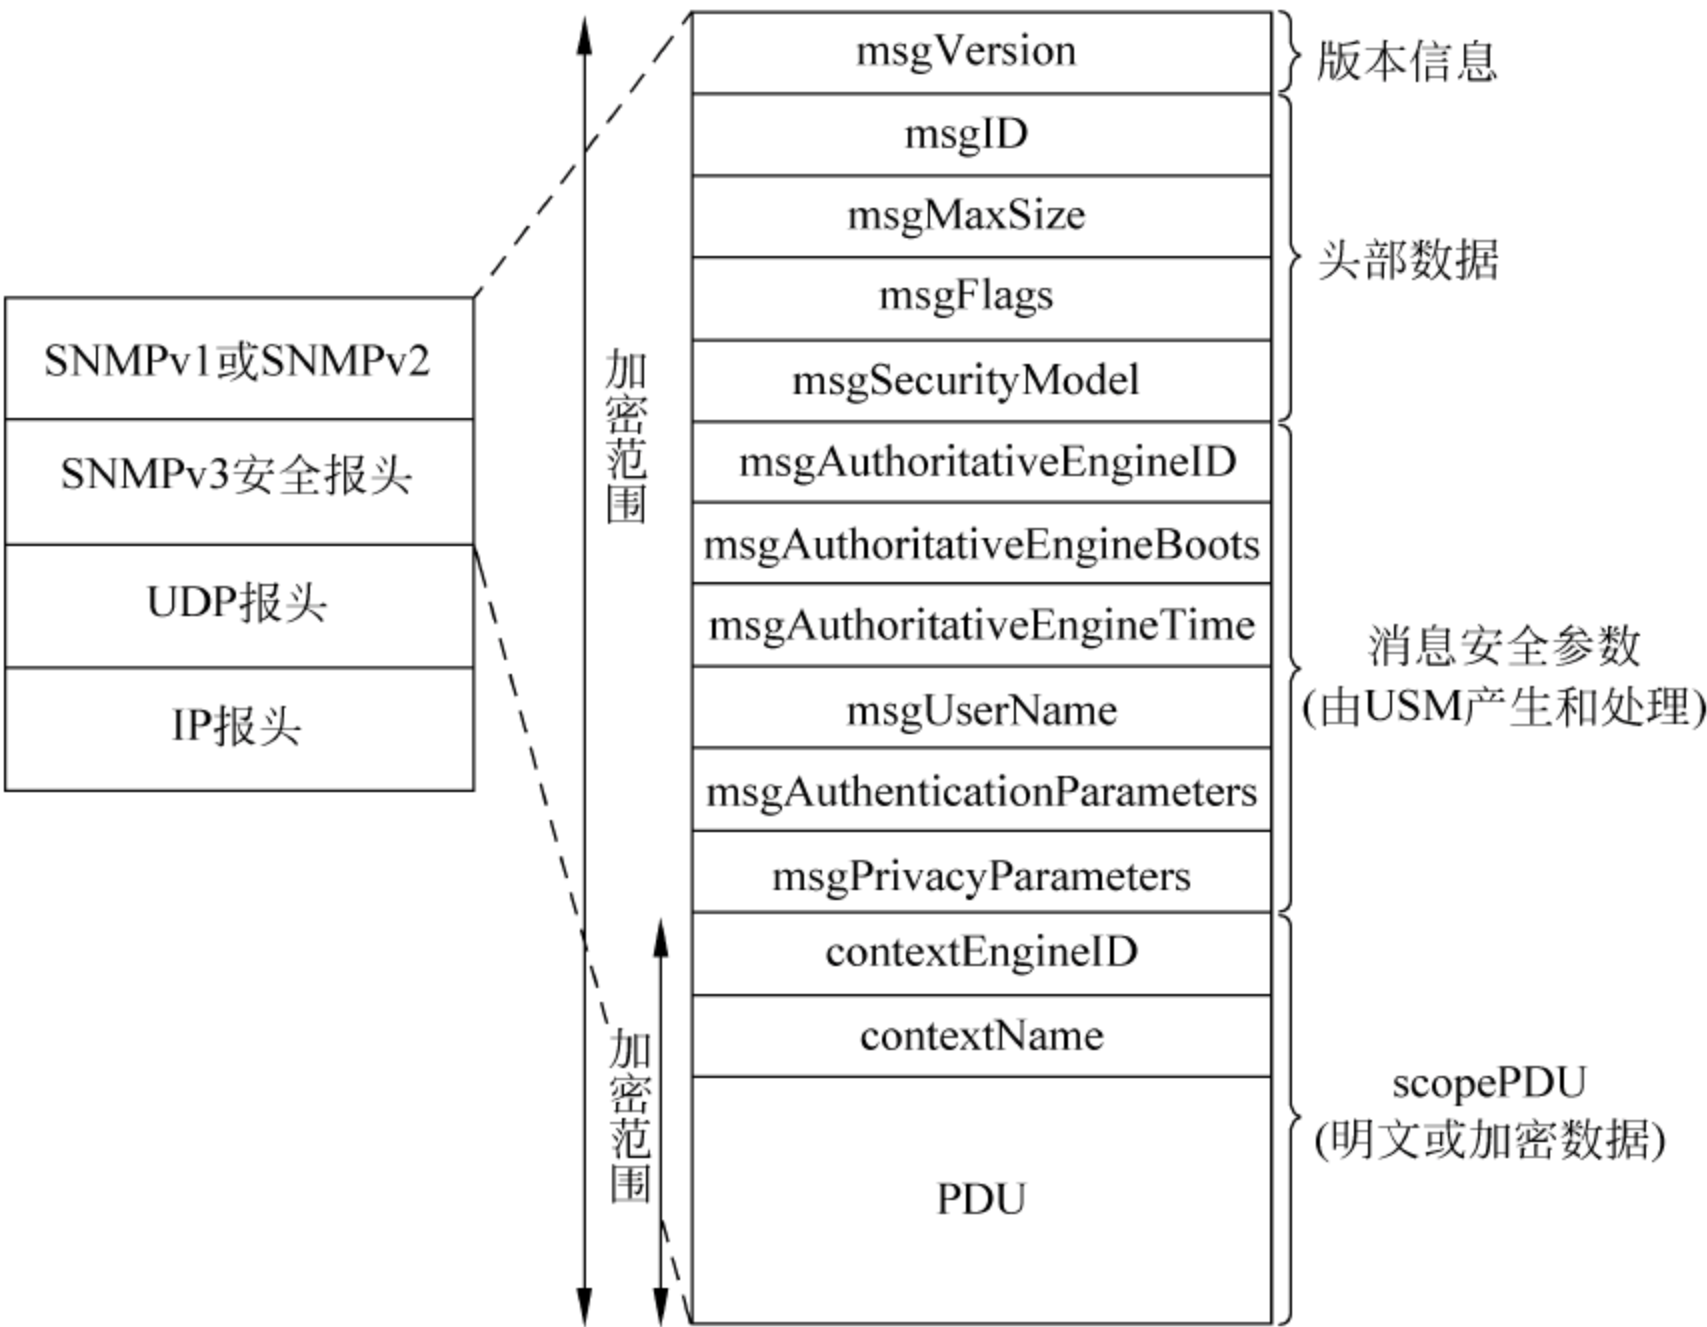 SNMPv1或SNMPv2
SNMPv3安全报头
UDP报头
IP报头
加密范围
加密范围
msgVersion
msgID
msgMaxSize
msgFlags
msgSecurityModel
msgAuthoritativeEngineID
msgAuthoritativeEngineBoots
msgAuthoritativeEngineTime
msgUserName
msgAuthenticationParameters
msgPrivacyParameters
contextEngineID
contextName
PDU
版本信息
头部数据
消息安全参数
(由USM产生和处理)
scopePDU
(明文或加密数据)